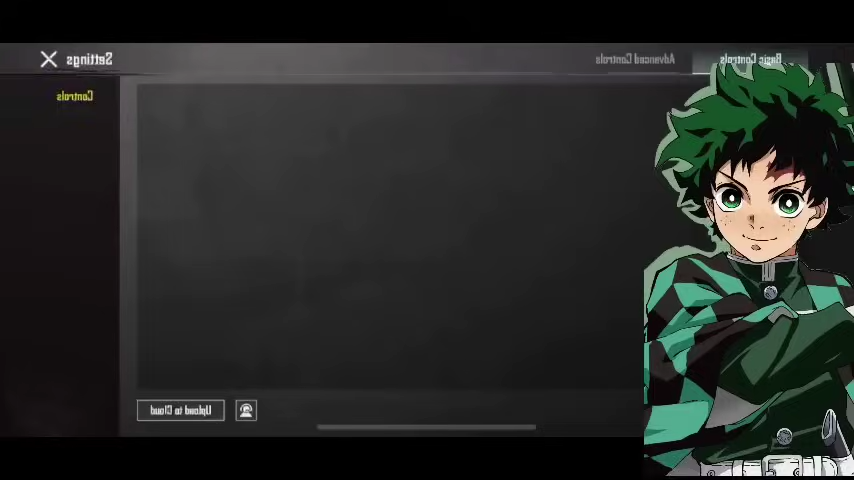 Settings
Advanced Controls
Basic Controls
Controls
Upload to Cloud